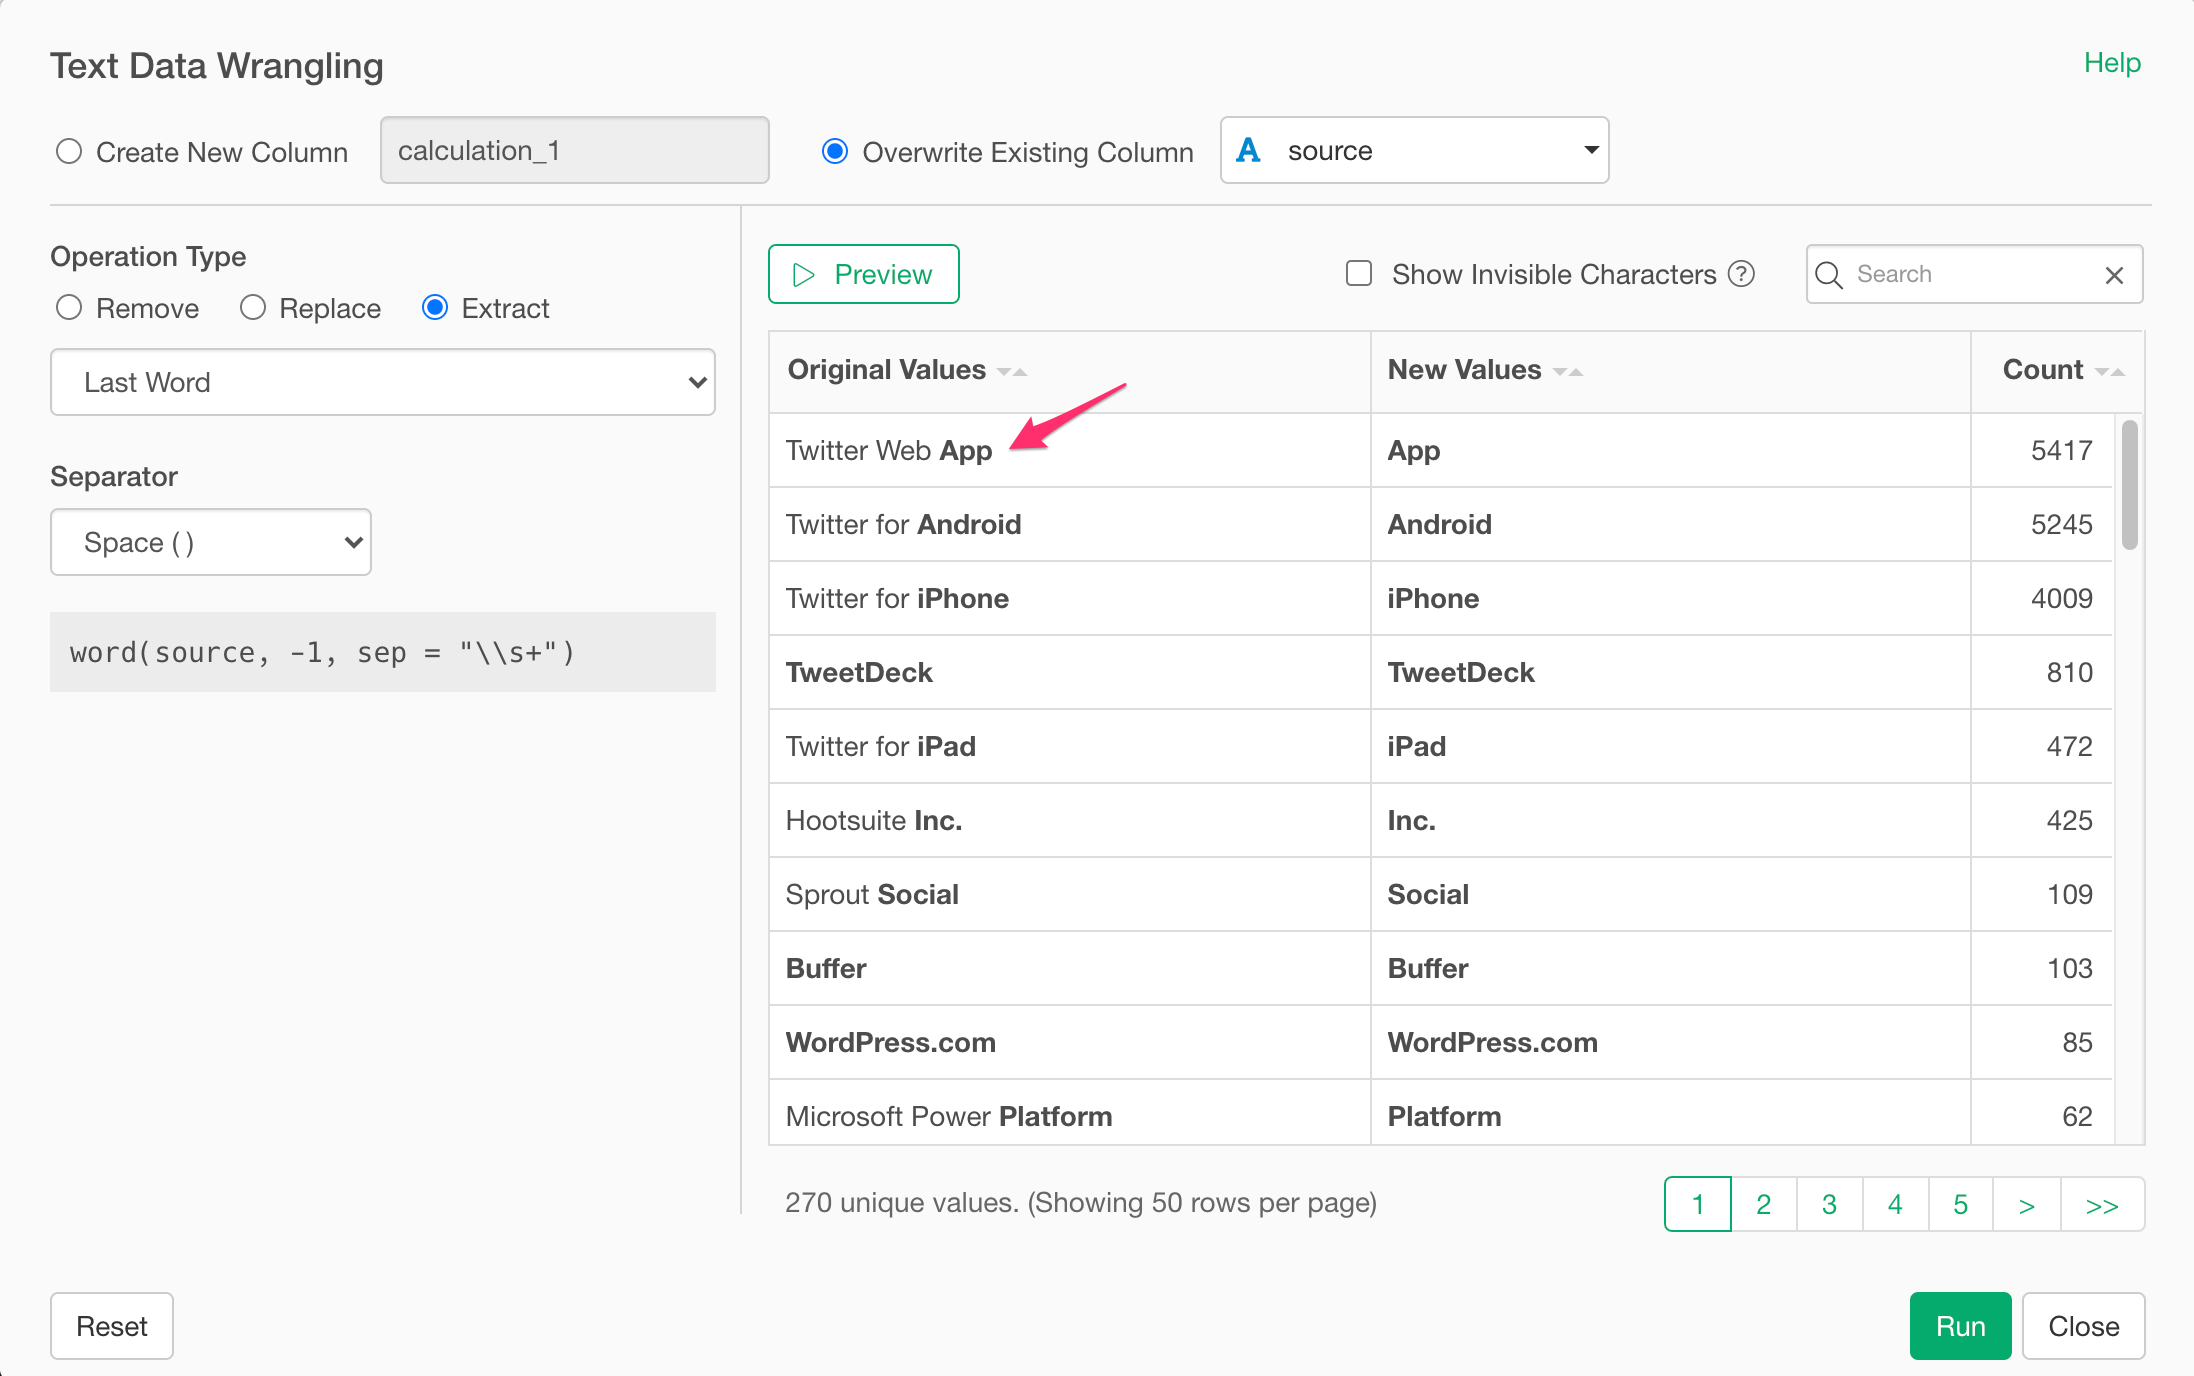 Text Data Wrangling
Help
Create New Column
calculation_1
Overwrite Existing Column
A source
Operation Type
Remove Replace Extract
Last Word
Separator
Space ( )
word(source, -1, sep = "\\s+")
Preview
Show Invisible Characters ?
Search
Original Values New Values Count
Twitter Web App App 5417
Twitter for Android Android 5245
Twitter for iPhone iPhone 4009
TweetDeck TweetDeck 810
Twitter for iPad iPad 472
Hootsuite Inc. Inc. 425
Sprout Social Social 109
Buffer Buffer 103
WordPress.com WordPress.com 85
Microsoft Power Platform Platform 62
270 unique values. (Showing 50 rows per page)
1 2 3 4 5 > >>
Reset
Run
Close